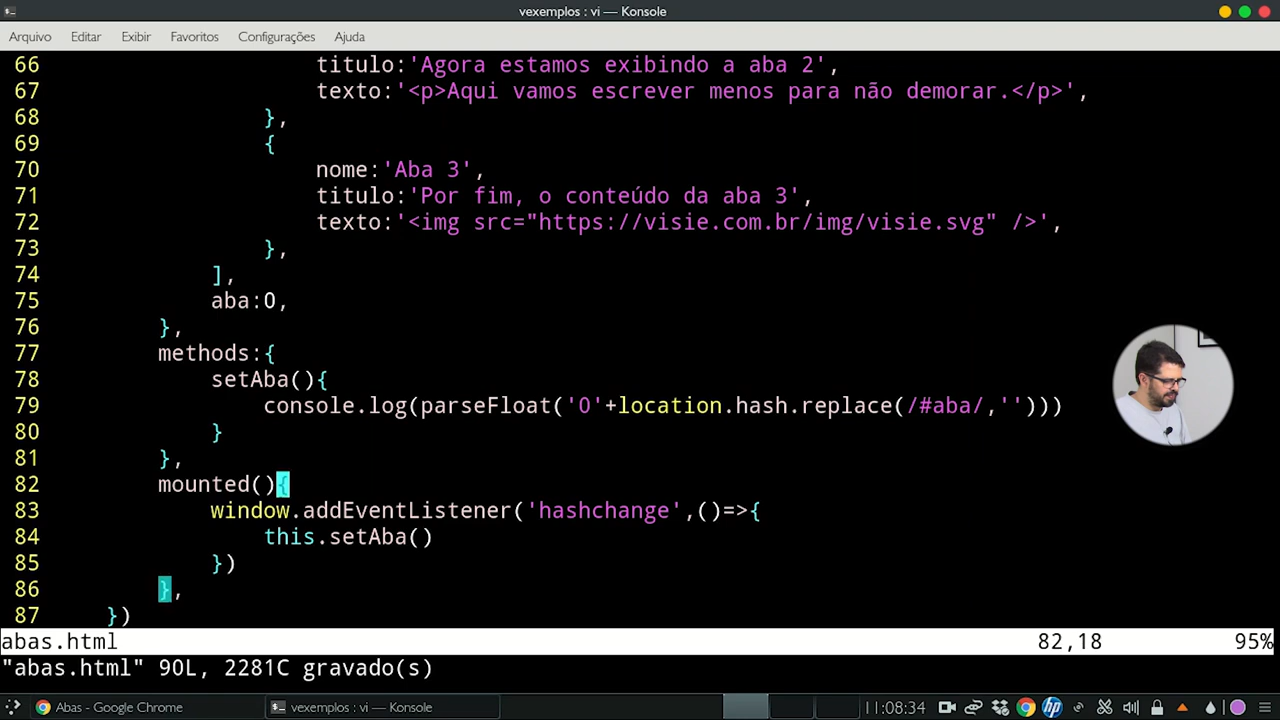 vexemplos : vi — Konsole
Arquivo Editar Exibir Favoritos Configurações Ajuda
66 titulo:'Agora estamos exibindo a aba 2',
67 texto:'<p>Aqui vamos escrever menos para não demorar.</p>',
68 },
69 {
70 nome:'Aba 3',
71 titulo:'Por fim, o conteúdo da aba 3',
72 texto:'<img src="https://visie.com.br/img/visie.svg" />',
73 },
74 ],
75 aba:0,
76 },
77 methods:{
78 setAba(){
79 console.log(parseFloat('0'+location.hash.replace(/#aba/,'')))
80 }
81 },
82 mounted(){
83 window.addEventListener('hashchange',()=>{
84 this.setAba()
85 })
86 },
87 })
abas.html 82,18 95%
"abas.html" 90L, 2281C gravado(s)
Abas - Google Chrome vexemplos : vi — Konsole 11:08:34